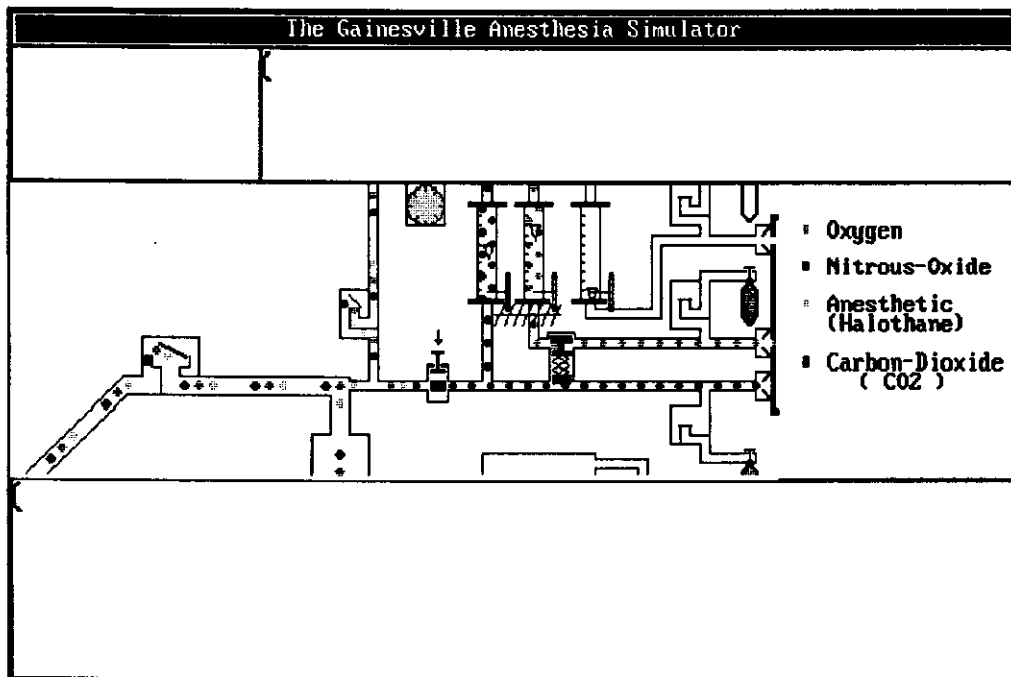 The Gainesville Anesthesia Simulator
Oxygen
Nitrous-Oxide
Anesthetic
(Halothane)
Carbon-Dioxide
( CO2 )